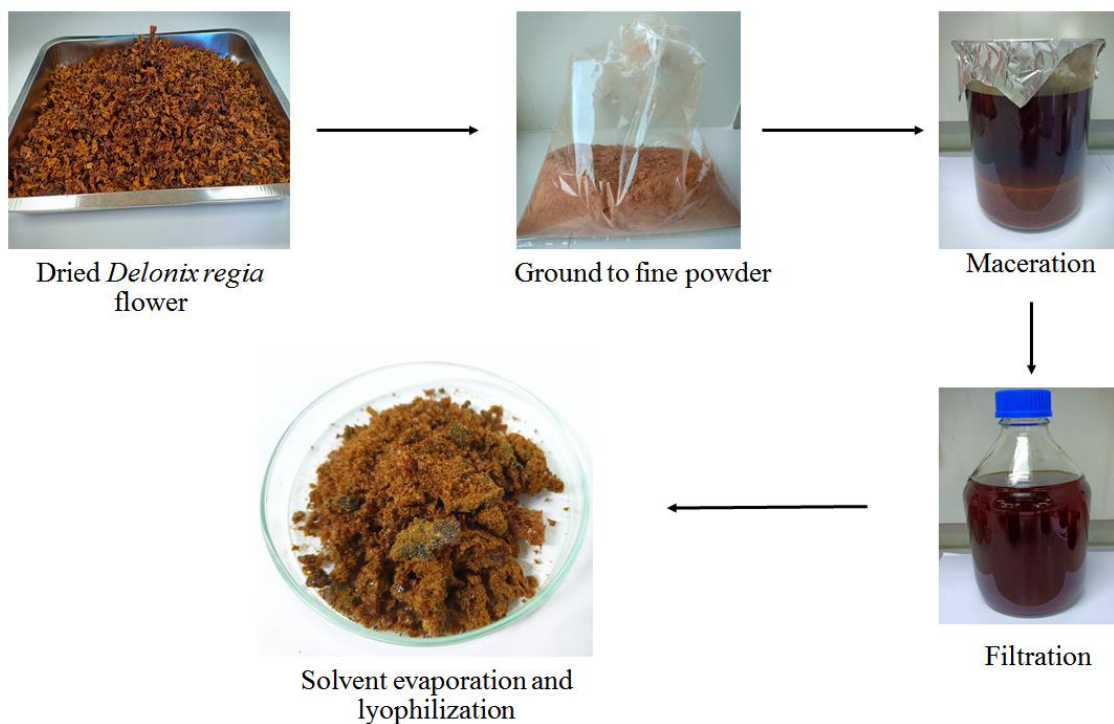 Dried Delonix regia
flower
Ground to fine powder
Maceration
Filtration
Solvent evaporation and
lyophilization